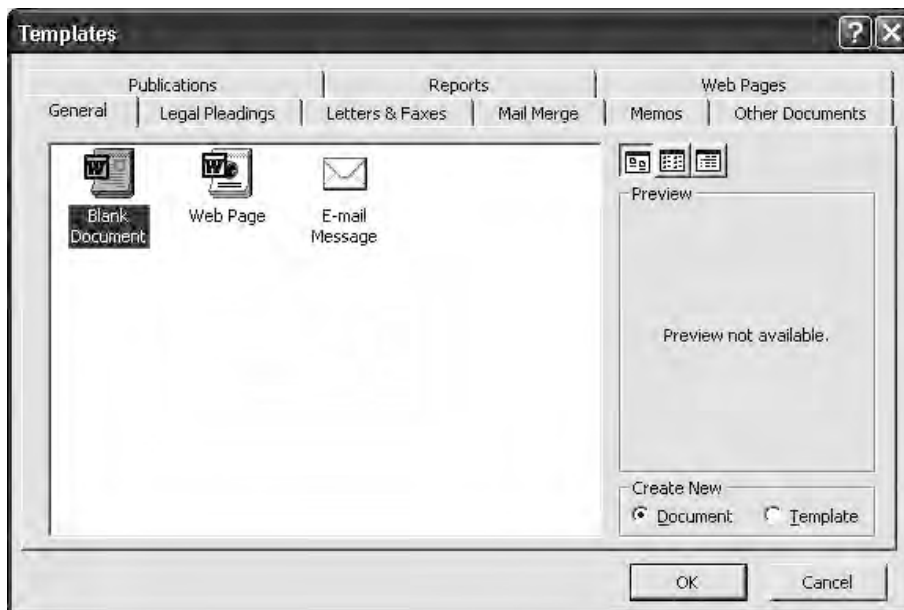 Templates
Publications Reports Web Pages
General Legal Pleadings Letters & Faxes Mail Merge Memos Other Documents
Blank Document
Web Page
E-mail Message
Preview
Preview not available.
Create New
Document Template
OK Cancel